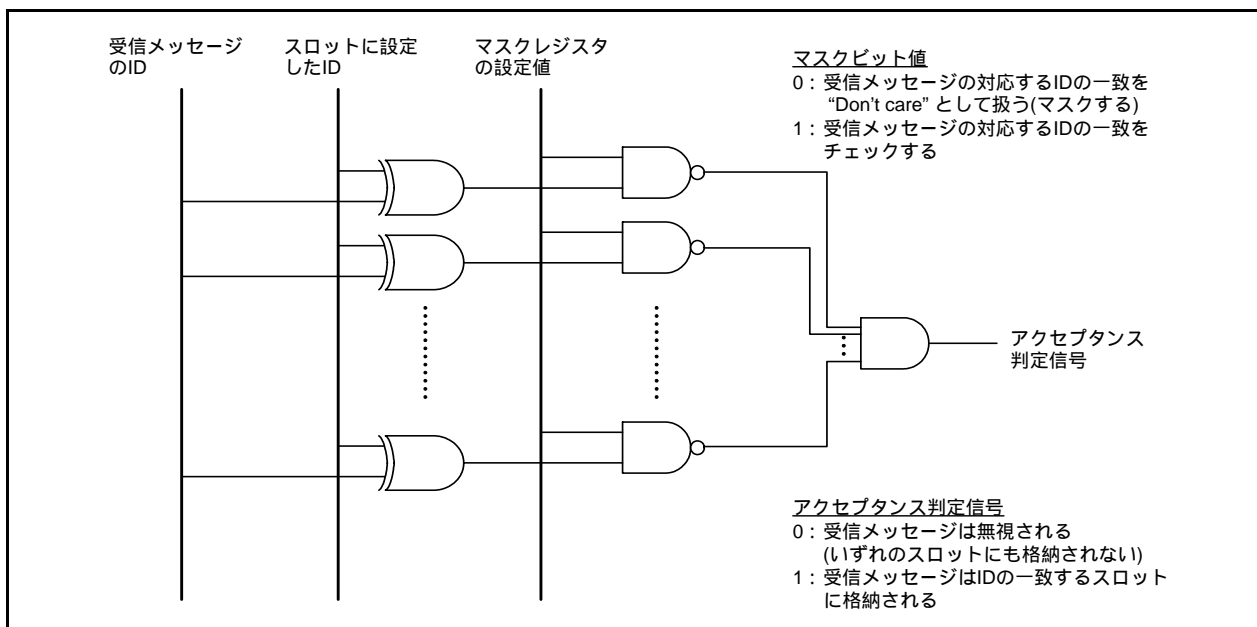 受信メッセージ
のID
スロットに設定
したID
マスクレジスタ
の設定値
マスクビット値
0 : 受信メッセージの対応するIDの一致を
“Don't care” として扱う(マスクする)
1 : 受信メッセージの対応するIDの一致を
チェックする
アクセプタンス
判定信号
アクセプタンス判定信号
0 : 受信メッセージは無視される
(いずれのスロットにも格納されない)
1 : 受信メッセージはIDの一致するスロット
に格納される